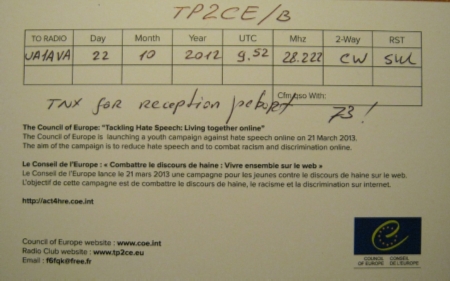 TP2CE/B
TO RADIO Day Month Year UTC Mhz 2-Way RST
UA1AVA 22 10 2012 9.52 28.222 CW SWL
Cfm qso With:
TNX for reception report 73!
The Council of Europe: "Tackling Hate Speech: Living together online"
The Council of Europe is launching a youth campaign against hate speech online on 21 March 2013.
The aim of the campaign is to reduce hate speech and to combat racism and discrimination online.
Le Conseil de l'Europe : « Combattre le discours de haine : Vivre ensemble sur le web »
Le Conseil de l'Europe lance le 21 mars 2013 une campagne pour les jeunes contre le discours de haine sur le web.
L'objectif de cette campagne est de combattre le discours de haine, le racisme et la discrimination sur internet.
http://act4hre.coe.int
Council of Europe website : www.coe.int
Radio Club website : www.tp2ce.eu
Email : f6fqk@free.fr
COUNCIL CONSEIL
OF EUROPE DE L'EUROPE